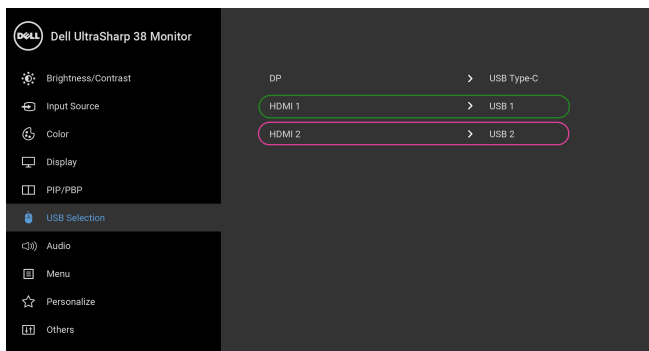 DELL Dell UltraSharp 38 Monitor
Brightness/Contrast
DP USB Type-C
Input Source
HDMI 1 USB 1
Color
HDMI 2 USB 2
Display
PIP/PBP
USB Selection
Audio
Menu
Personalize
Others